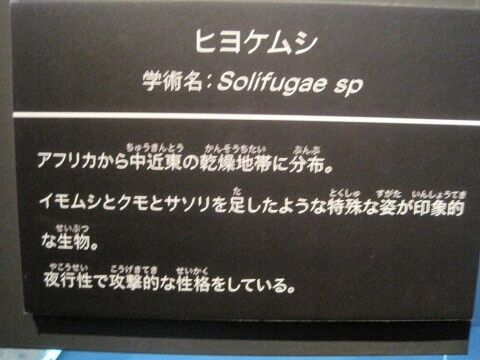 ヒヨケムシ
学術名:Solifugae sp
アフリカから中近東の乾燥地帯に分布。
イモムシとクモとサソリを足したような特殊な姿が印象的
な生物。
夜行性で攻撃的な性格をしている。